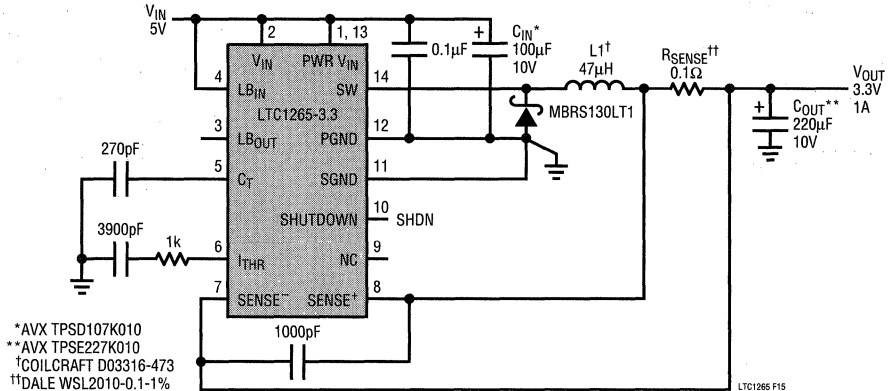 VIN
5V
2
1, 13
VIN
PWR VIN
4
LBIN
SW
14
LTC1265-3.3
3
LBOUT
PGND
12
5
CT
SGND
11
SHUTDOWN
10
SHDN
6
ITHR
NC
9
7
SENSE−
SENSE+
8
0.1µF
+
CIN*
100µF
10V
L1†
47µH
RSENSE††
0.1Ω
VOUT
3.3V
1A
+
COUT**
220µF
10V
MBRS130LT1
270pF
3900pF
1k
1000pF
*AVX TPSD107K010
**AVX TPSE227K010
†COILCRAFT D03316-473
††DALE WSL2010-0.1-1%
LTC1265 F15